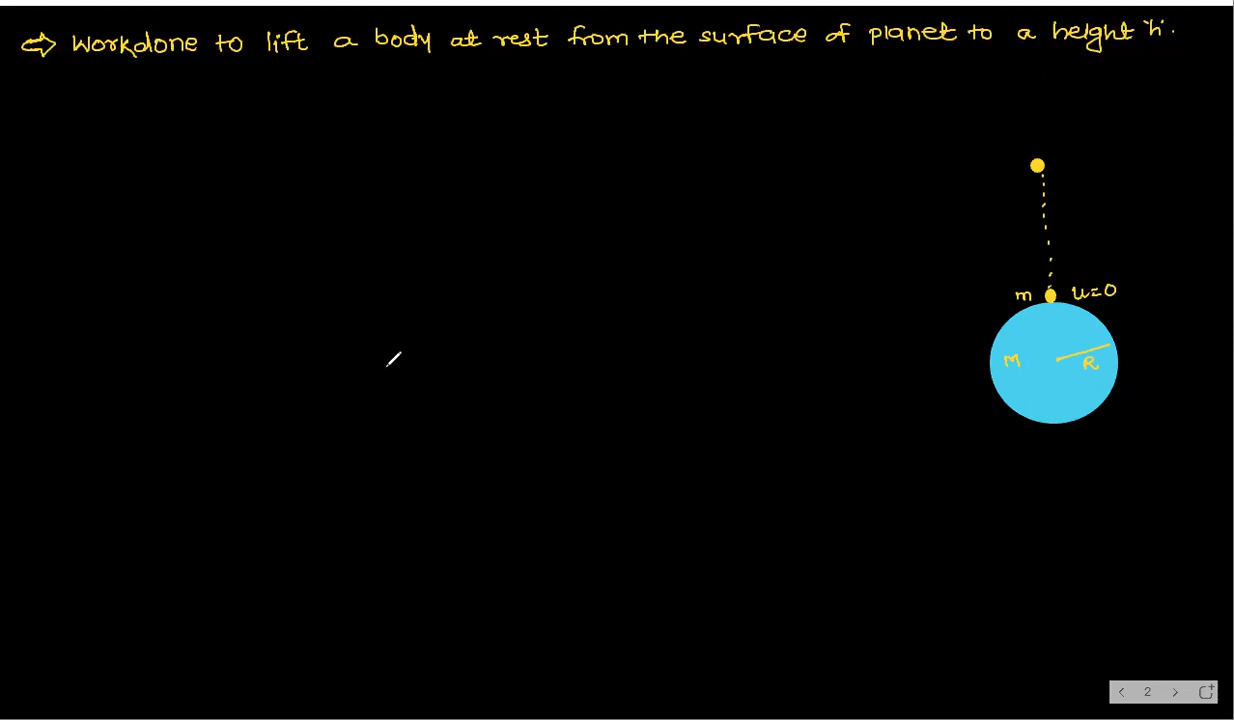 ⇒ Workdone to lift a body at rest from the surface of planet to a height 'h'.
m u=0
M R
2